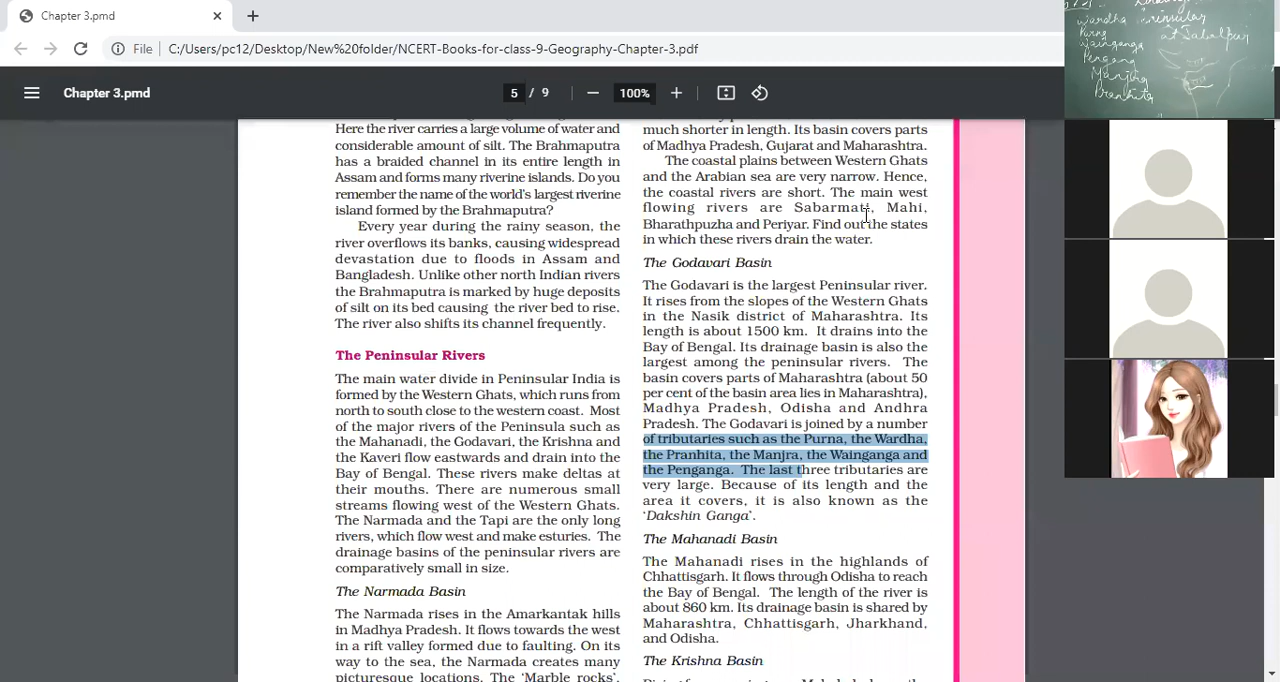 Chapter 3.pmd
File C:/Users/pc12/Desktop/New%20folder/NCERT-Books-for-class-9-Geography-Chapter-3.pdf
Chapter 3.pmd
5 / 9
100%
Here the river carries a large volume of water and
considerable amount of silt. The Brahmaputra
has a braided channel in its entire length in
Assam and forms many riverine islands. Do you
remember the name of the world's largest riverine
island formed by the Brahmaputra?
Every year during the rainy season, the
river overflows its banks, causing widespread
devastation due to floods in Assam and
Bangladesh. Unlike other north Indian rivers
the Brahmaputra is marked by huge deposits
of silt on its bed causing the river bed to rise.
The river also shifts its channel frequently.
The Peninsular Rivers
The main water divide in Peninsular India is
formed by the Western Ghats, which runs from
north to south close to the western coast. Most
of the major rivers of the Peninsula such as
the Mahanadi, the Godavari, the Krishna and
the Kaveri flow eastwards and drain into the
Bay of Bengal. These rivers make deltas at
their mouths. There are numerous small
streams flowing west of the Western Ghats.
The Narmada and the Tapi are the only long
rivers, which flow west and make esturies. The
drainage basins of the peninsular rivers are
comparatively small in size.
The Narmada Basin
The Narmada rises in the Amarkantak hills
in Madhya Pradesh. It flows towards the west
in a rift valley formed due to faulting. On its
way to the sea, the Narmada creates many
picturesque locations. The 'Marble rocks',
much shorter in length. Its basin covers parts
of Madhya Pradesh, Gujarat and Maharashtra.
The coastal plains between Western Ghats
and the Arabian sea are very narrow. Hence,
the coastal rivers are short. The main west
flowing rivers are Sabarmati, Mahi,
Bharathpuzha and Periyar. Find out the states
in which these rivers drain the water.
The Godavari Basin
The Godavari is the largest Peninsular river.
It rises from the slopes of the Western Ghats
in the Nasik district of Maharashtra. Its
length is about 1500 km. It drains into the
Bay of Bengal. Its drainage basin is also the
largest among the peninsular rivers. The
basin covers parts of Maharashtra (about 50
per cent of the basin area lies in Maharashtra),
Madhya Pradesh, Odisha and Andhra
Pradesh. The Godavari is joined by a number
of tributaries such as the Purna, the Wardha,
the Pranhita, the Manjra, the Wainganga and
the Penganga. The last three tributaries are
very large. Because of its length and the
area it covers, it is also known as the
'Dakshin Ganga'.
The Mahanadi Basin
The Mahanadi rises in the highlands of
Chhattisgarh. It flows through Odisha to reach
the Bay of Bengal. The length of the river is
about 860 km. Its drainage basin is shared by
Maharashtra, Chhattisgarh, Jharkhand,
and Odisha.
The Krishna Basin
Wardha
at Jabalpur
Wainganga
Pengang
Manjra
Pranhita